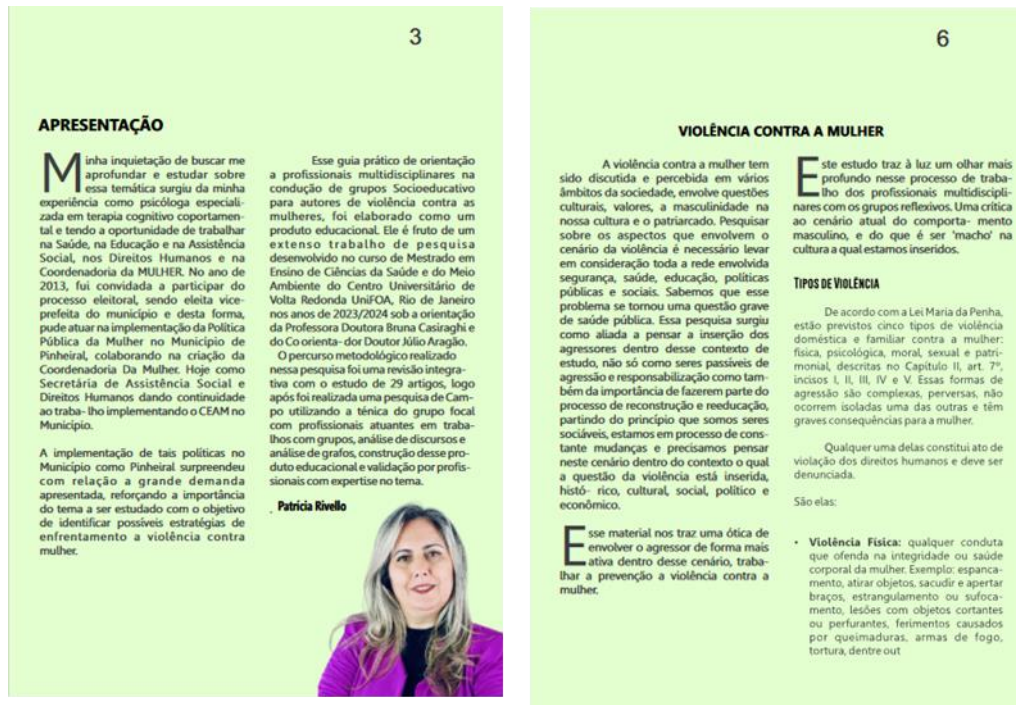 3
APRESENTAÇÃO
Minha inquietação de buscar me
aprofundar e estudar sobre
essa temática surgiu da minha
experiência como psicóloga especiali-
zada em terapia cognitivo coportamen-
tal e tendo a oportunidade de trabalhar
na Saúde, na Educação e na Assistência
Social, nos Direitos Humanos e na
Coordenadoria da MULHER. No ano de
2013, fui convidada a participar do
processo eleitoral, sendo eleita vice-
prefeita do município e desta forma,
pude atuar na implementação da Política
Pública da Mulher no Município de
Pinheiral, colaborando na criação da
Coordenadoria Da Mulher. Hoje como
Secretária de Assistência Social e
Direitos Humanos dando continuidade
ao traba- lho implementando o CEAM no
Município.
A implementação de tais políticas no
Município como Pinheiral surpreendeu
com relação a grande demanda
apresentada, reforçando a importância
do tema a ser estudado com o objetivo
de identificar possíveis estratégias de
enfrentamento a violência contra
mulher.
Esse guia prático de orientação
a profissionais multidisciplinares na
condução de grupos Socioeducativo
para autores de violência contra as
mulheres, foi elaborado como um
produto educacional. Ele é fruto de um
extenso trabalho de pesquisa
desenvolvido no curso de Mestrado em
Ensino de Ciências da Saúde e do Meio
Ambiente do Centro Universitário de
Volta Redonda UniFOA, Rio de Janeiro
nos anos de 2023/2024 sob a orientação
da Professora Doutora Bruna Casiraghi e
do Co orienta- dor Doutor Júlio Aragão.
O percurso metodológico realizado
nessa pesquisa foi uma revisão integra-
tiva com o estudo de 29 artigos, logo
após foi realizada uma pesquisa de Cam-
po utilizando a ténica do grupo focal
com profissionais atuantes em traba-
lhos com grupos, análise de discursos e
análise de grafos, construção desse pro-
duto educacional e validação por profis-
sionais com expertise no tema.
. Patricia Rivello
6
VIOLÊNCIA CONTRA A MULHER
A violência contra a mulher tem
sido discutida e percebida em vários
âmbitos da sociedade, envolve questões
culturais, valores, a masculinidade na
nossa cultura e o patriarcado. Pesquisar
sobre os aspectos que envolvem o
cenário da violência é necessário levar
em consideração toda a rede envolvida
segurança, saúde, educação, políticas
públicas e sociais. Sabemos que esse
problema se tornou uma questão grave
de saúde pública. Essa pesquisa surgiu
como aliada a pensar a inserção dos
agressores dentro desse contexto de
estudo, não só como seres passíveis de
agressão e responsabilização como tam-
bém da importância de fazerem parte do
processo de reconstrução e reeducação,
partindo do princípio que somos seres
sociáveis, estamos em processo de cons-
tante mudanças e precisamos pensar
neste cenário dentro do contexto o qual
a questão da violência está inserida,
histó- rico, cultural, social, político e
econômico.
Esse material nos traz uma ótica de
envolver o agressor de forma mais
ativa dentro desse cenário, traba-
lhar a prevenção a violência contra a
mulher.
Este estudo traz à luz um olhar mais
profundo nesse processo de traba-
lho dos profissionais multidiscipli-
nares com os grupos reflexivos. Uma crítica
ao cenário atual do comporta- mento
masculino, e do que é ser 'macho' na
cultura a qual estamos inseridos.
TIPOS DE VIOLÊNCIA
De acordo com a Lei Maria da Penha,
estão previstos cinco tipos de violência
doméstica e familiar contra a mulher:
física, psicológica, moral, sexual e patri-
monial, descritas no Capítulo II, art. 7º,
incisos I, II, III, IV e V. Essas formas de
agressão são complexas, perversas, não
ocorrem isoladas uma das outras e têm
graves consequências para a mulher.
Qualquer uma delas constitui ato de
violação dos direitos humanos e deve ser
denunciada.
São elas:
• Violência Física: qualquer conduta
que ofenda na integridade ou saúde
corporal da mulher. Exemplo: espanca-
mento, atirar objetos, sacudir e apertar
braços, estrangulamento ou sufoca-
mento, lesões com objetos cortantes
ou perfurantes, ferimentos causados
por queimaduras, armas de fogo,
tortura, dentre out